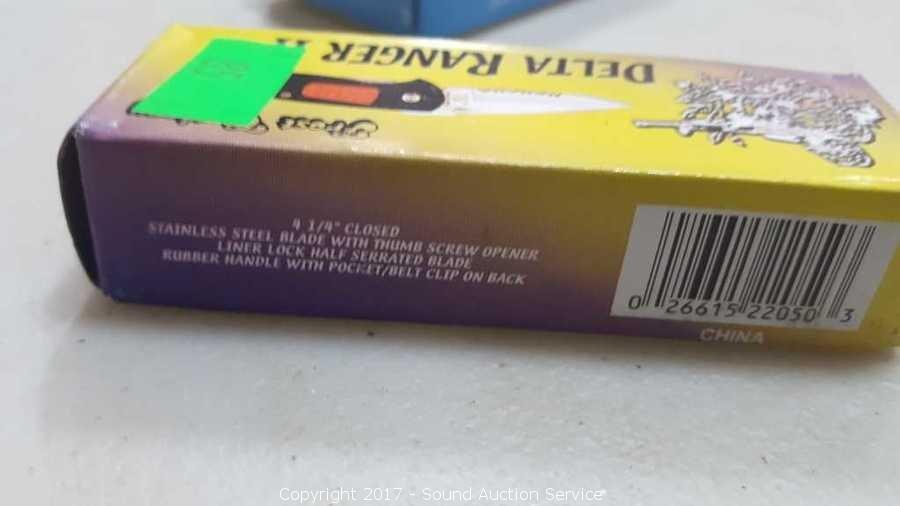 DELTA RANGER II
Frost
4 1/4" CLOSED
STAINLESS STEEL BLADE WITH THUMB SCREW OPENER
LINER LOCK HALF SERRATED BLADE
RUBBER HANDLE WITH POCKET/BELT CLIP ON BACK
0 26615 22050 3
CHINA
Copyright 2017 - Sound Auction Service